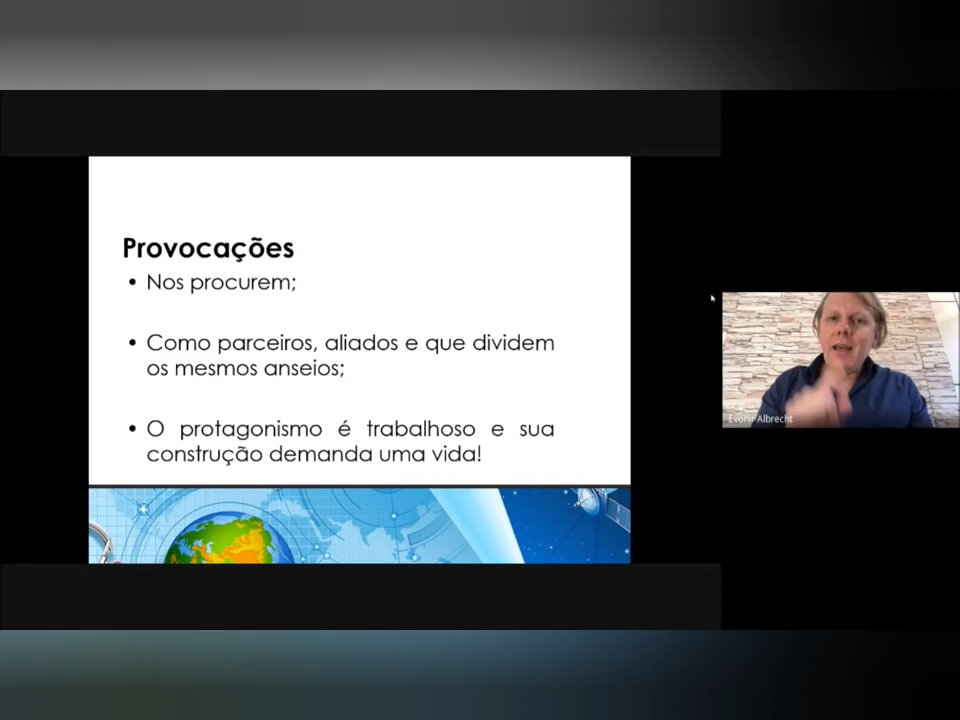 Provocações
• Nos procurem;
• Como parceiros, aliados e que dividem
os mesmos anseios;
• O protagonismo é trabalhoso e sua
construção demanda uma vida!
Evonir Albrecht